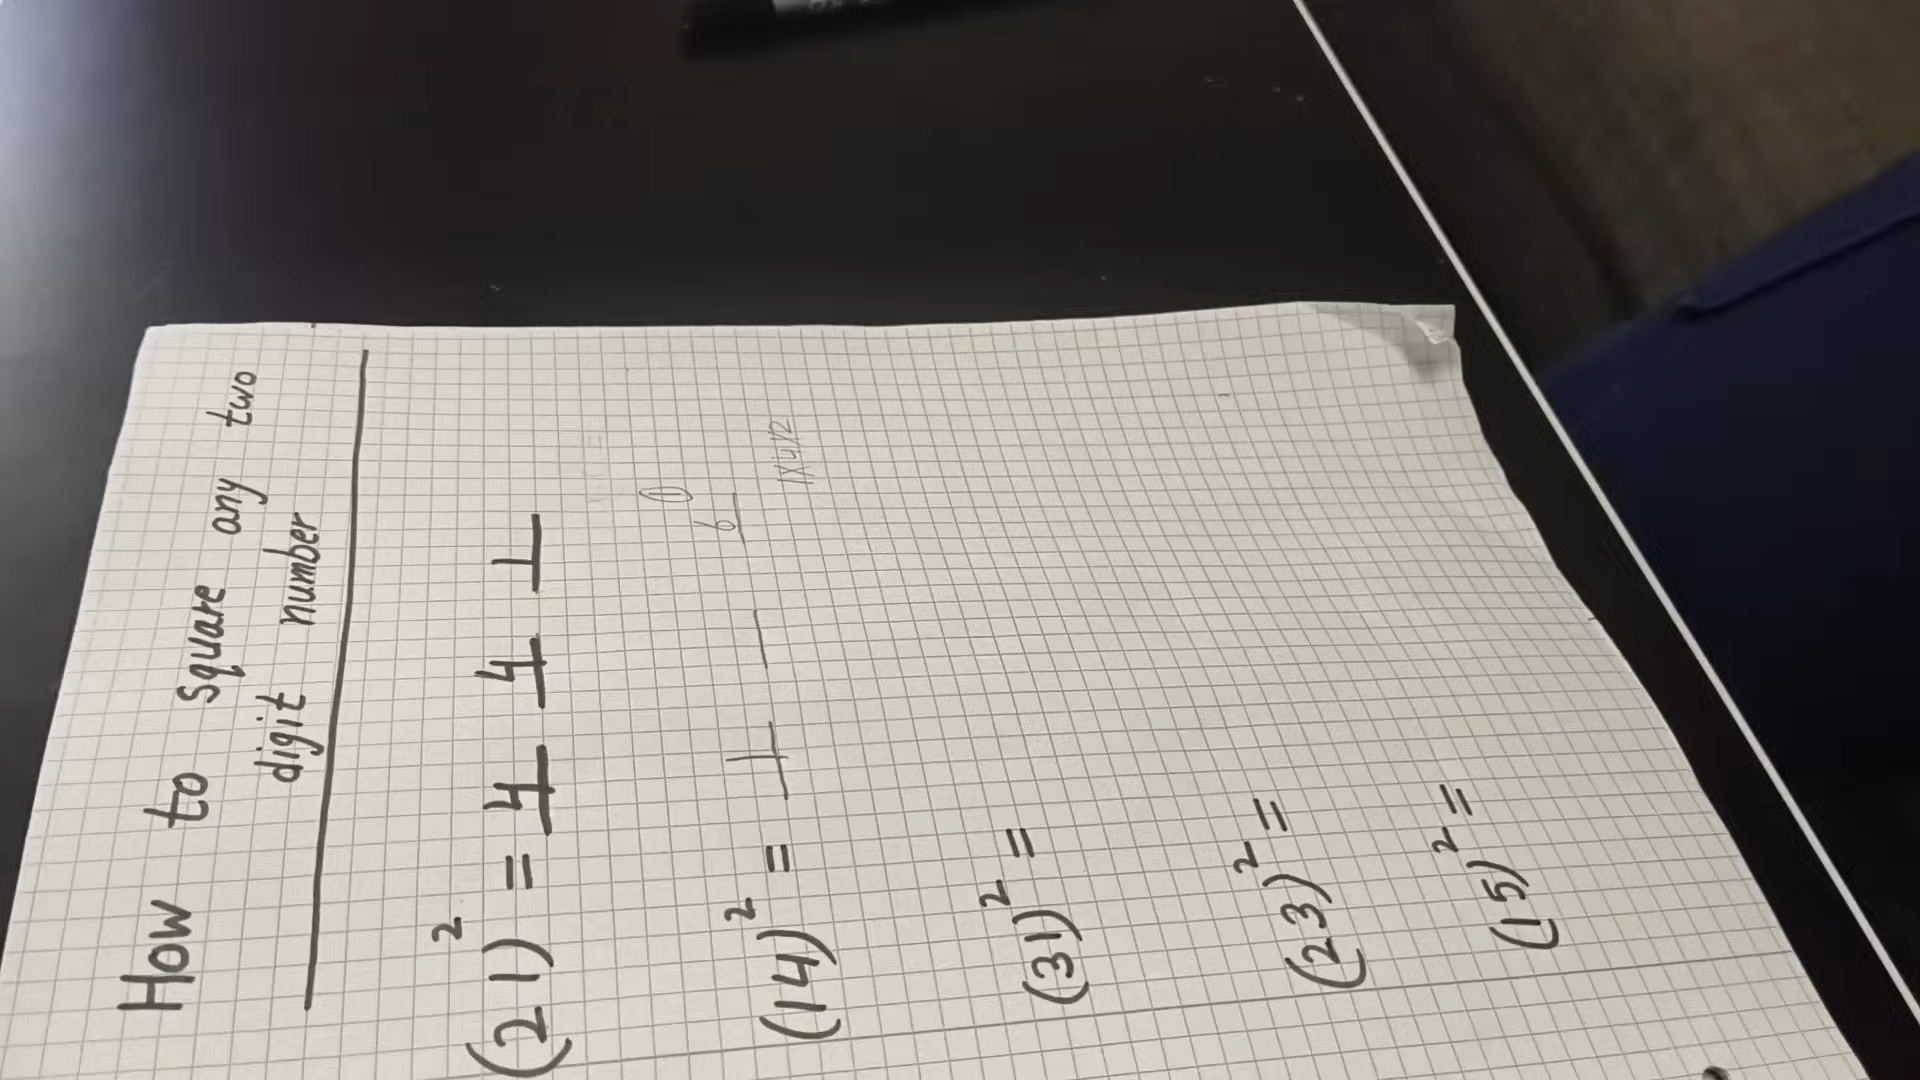 How to square any two
digit number
(21)² = 4 4 1
(14)² = 1 _ 6
1x4x2
(31)² =
(23)² =
(15)² =